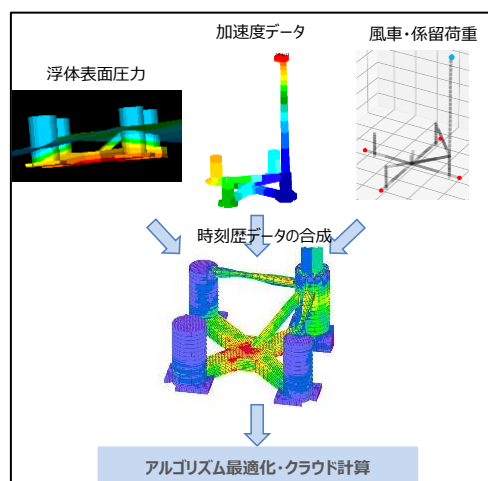 加速度データ
風車・係留荷重
浮体表面圧力
時刻歴データの合成
アルゴリズム最適化・クラウド計算